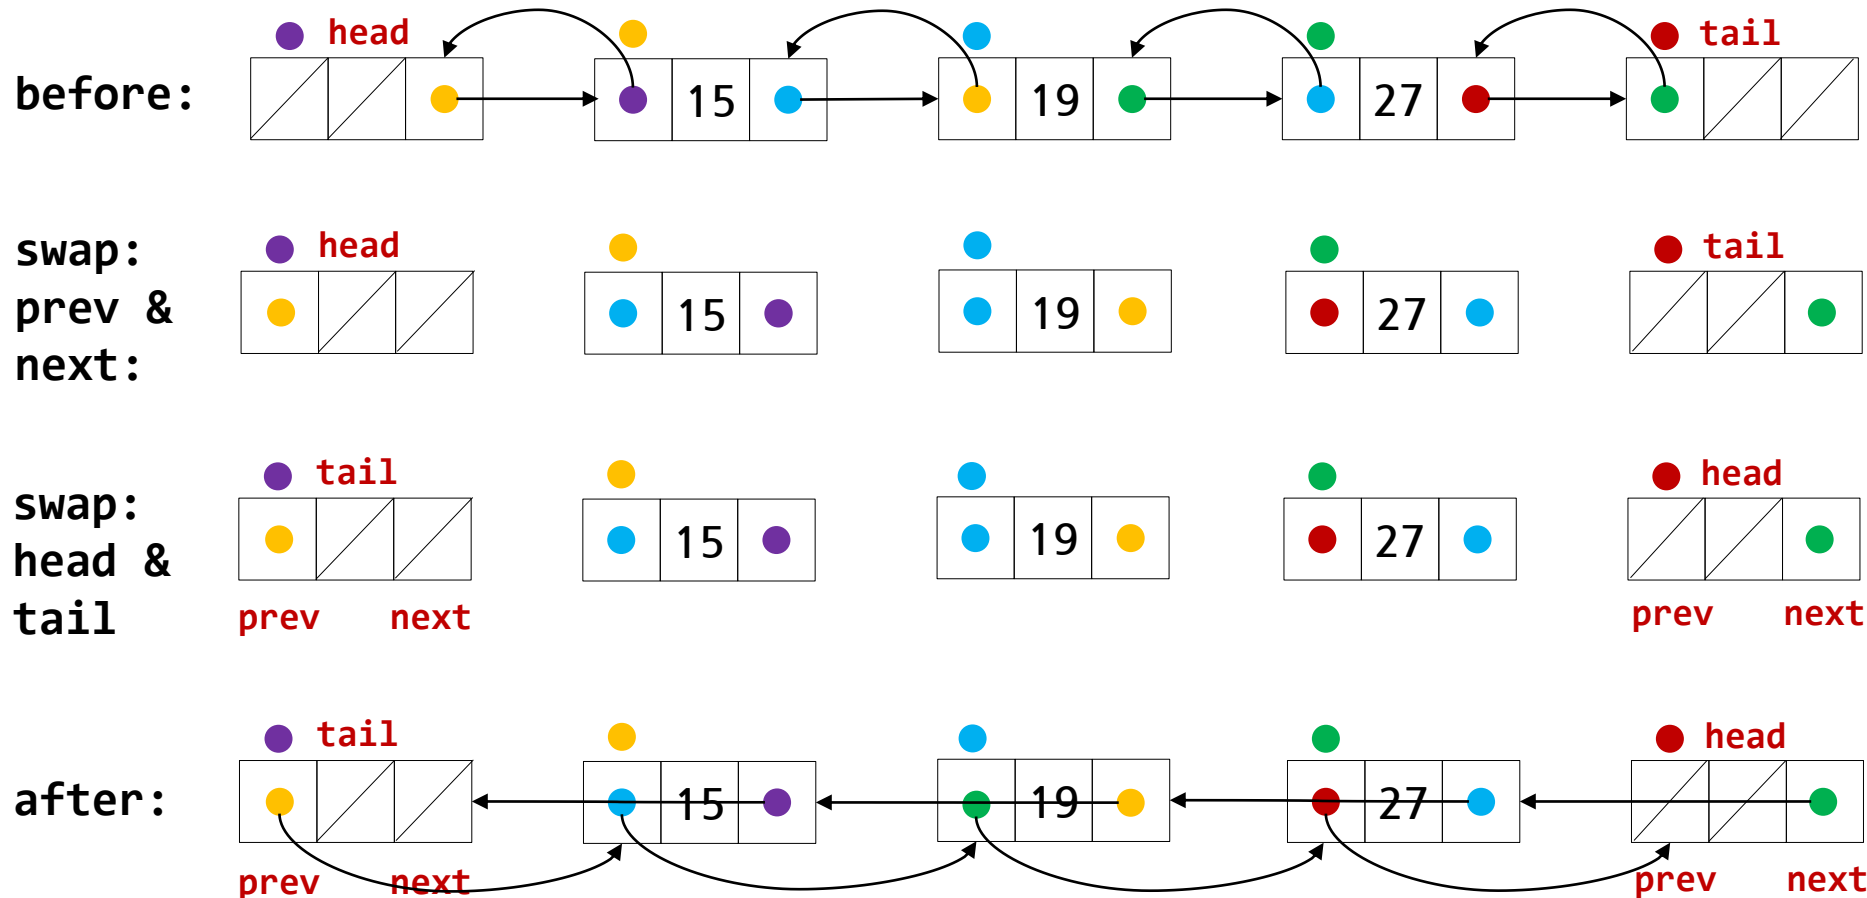 head
tail
before:
15
19
27
swap:
prev &
next:
head
15
19
27
tail
swap:
head &
tail
tail
15
19
27
head
prev next
prev next
after:
tail
15
19
27
head
prev next
prev next